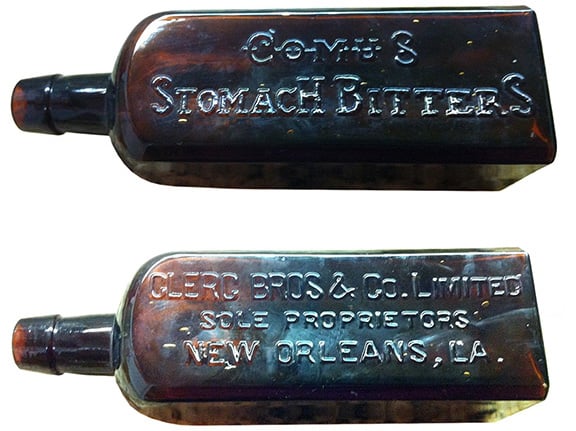 COMUS
STOMACH BITTERS
CLERC BROS & CO. LIMITED
SOLE PROPRIETORS
NEW ORLEANS, LA.